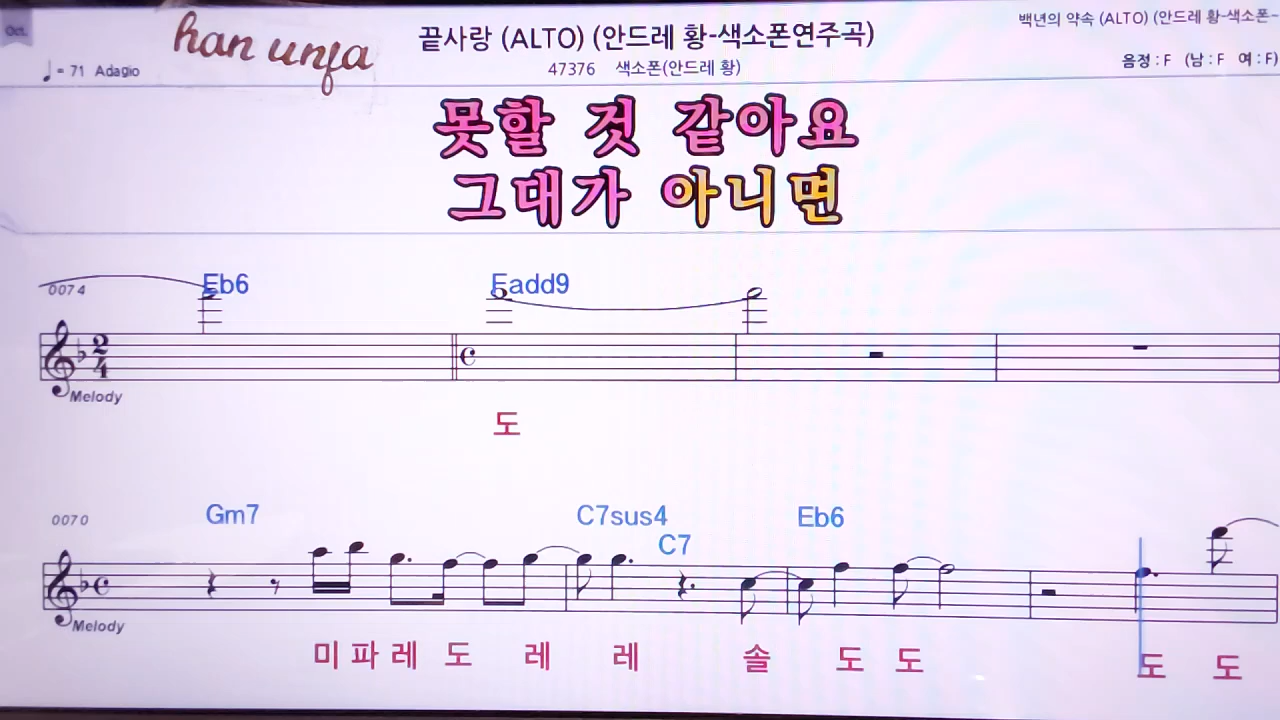 Oct.
han unja
끝사랑 (ALTO) (안드레 황-색소폰연주곡)
백년의 약속 (ALTO) (안드레 황-색소폰-
♩= 71 Adagio
47376 색소폰(안드레 황)
음정 : F (남 : F 여 : F)
못할 것 같아요
그대가 아니면
0074
Eb6
Fadd9
2
4
Melody
도
0070
Gm7
C7sus4
C7
Eb6
Melody
미 파 레 도 레 레 솔 도 도 도 도